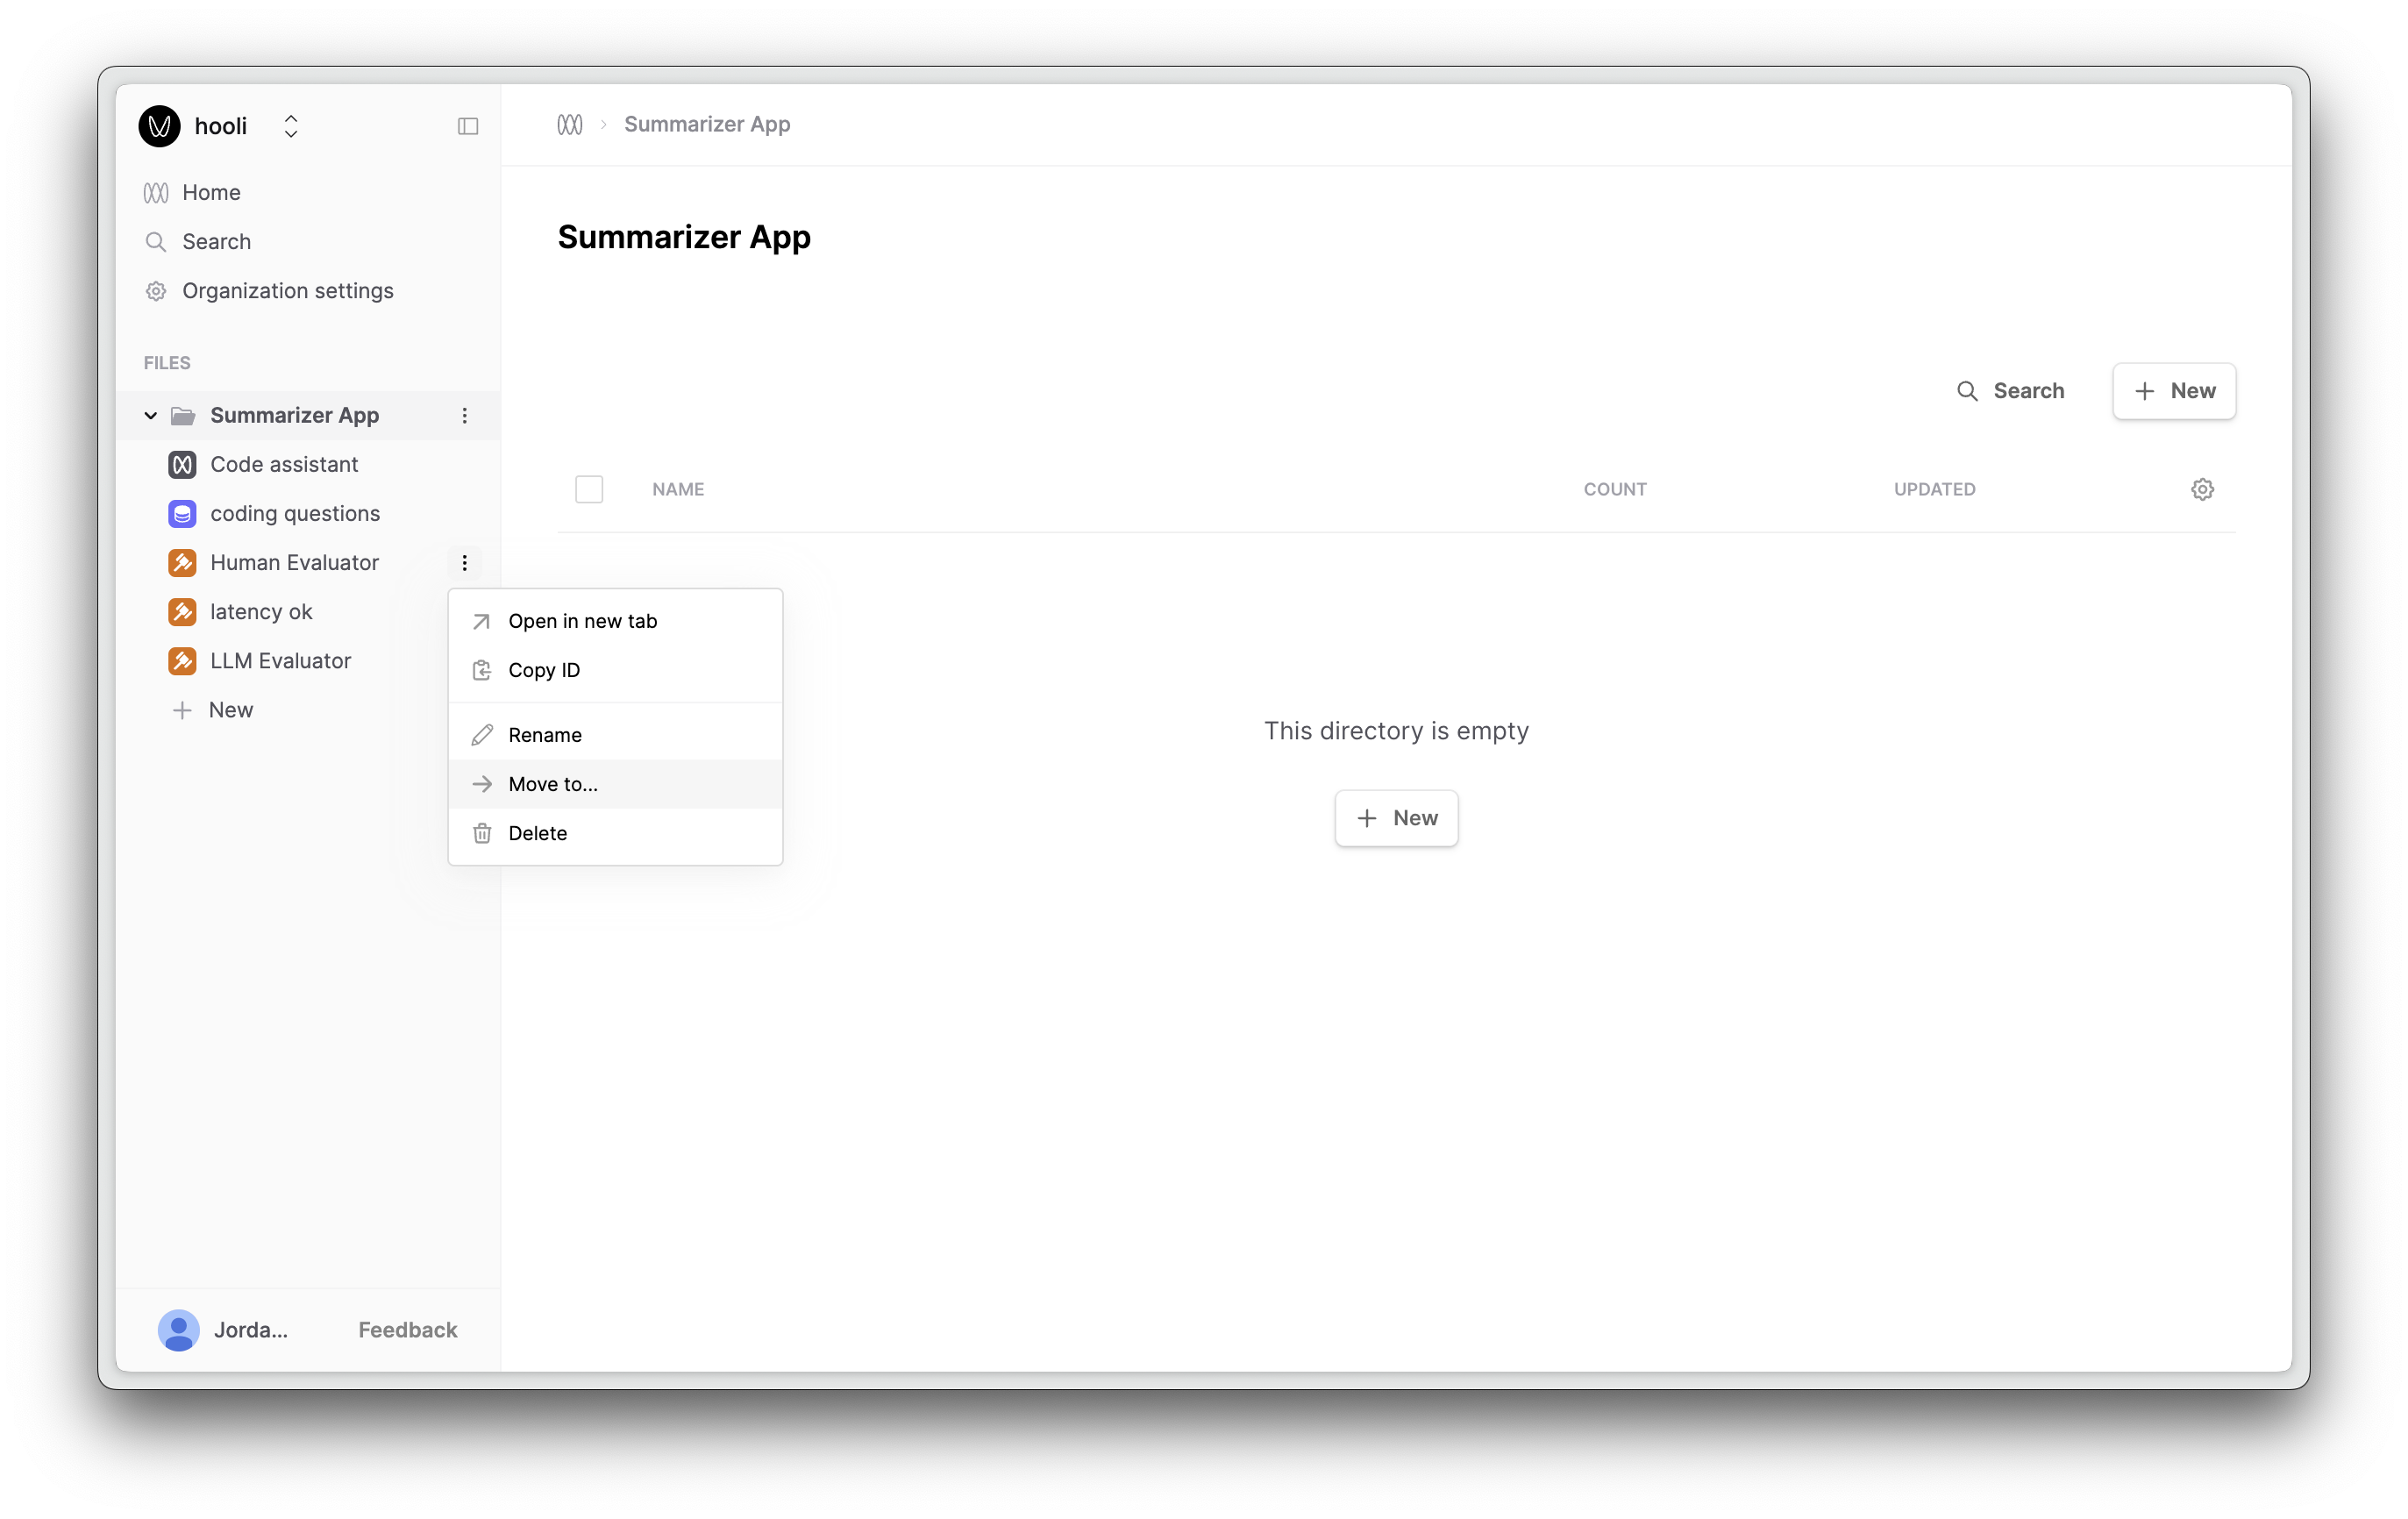 hooli
Home
Search
Organization settings
FILES
Summarizer App
Code assistant
coding questions
Human Evaluator
latency ok
LLM Evaluator
New
Open in new tab
Copy ID
Rename
Move to...
Delete
Jorda...
Feedback
Summarizer App
Summarizer App
Search
New
NAME
COUNT
UPDATED
This directory is empty
New